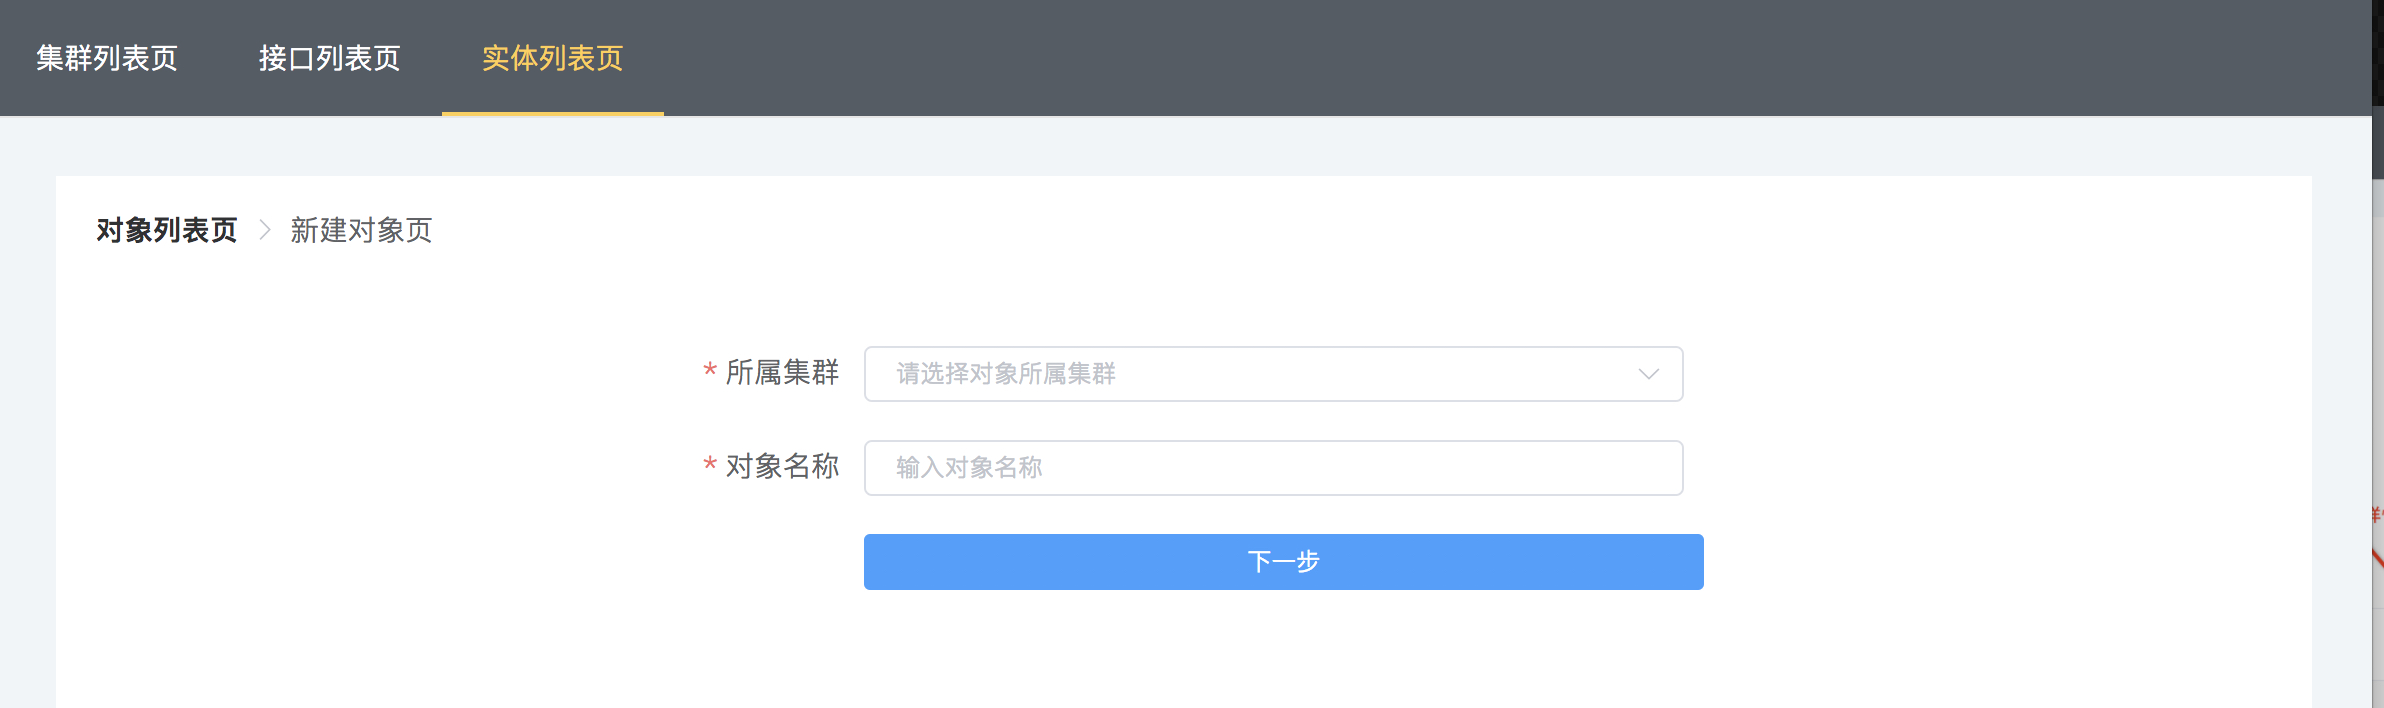 集群列表页 接口列表页 实体列表页
对象列表页 > 新建对象页
* 所属集群 请选择对象所属集群
* 对象名称 输入对象名称
下一步